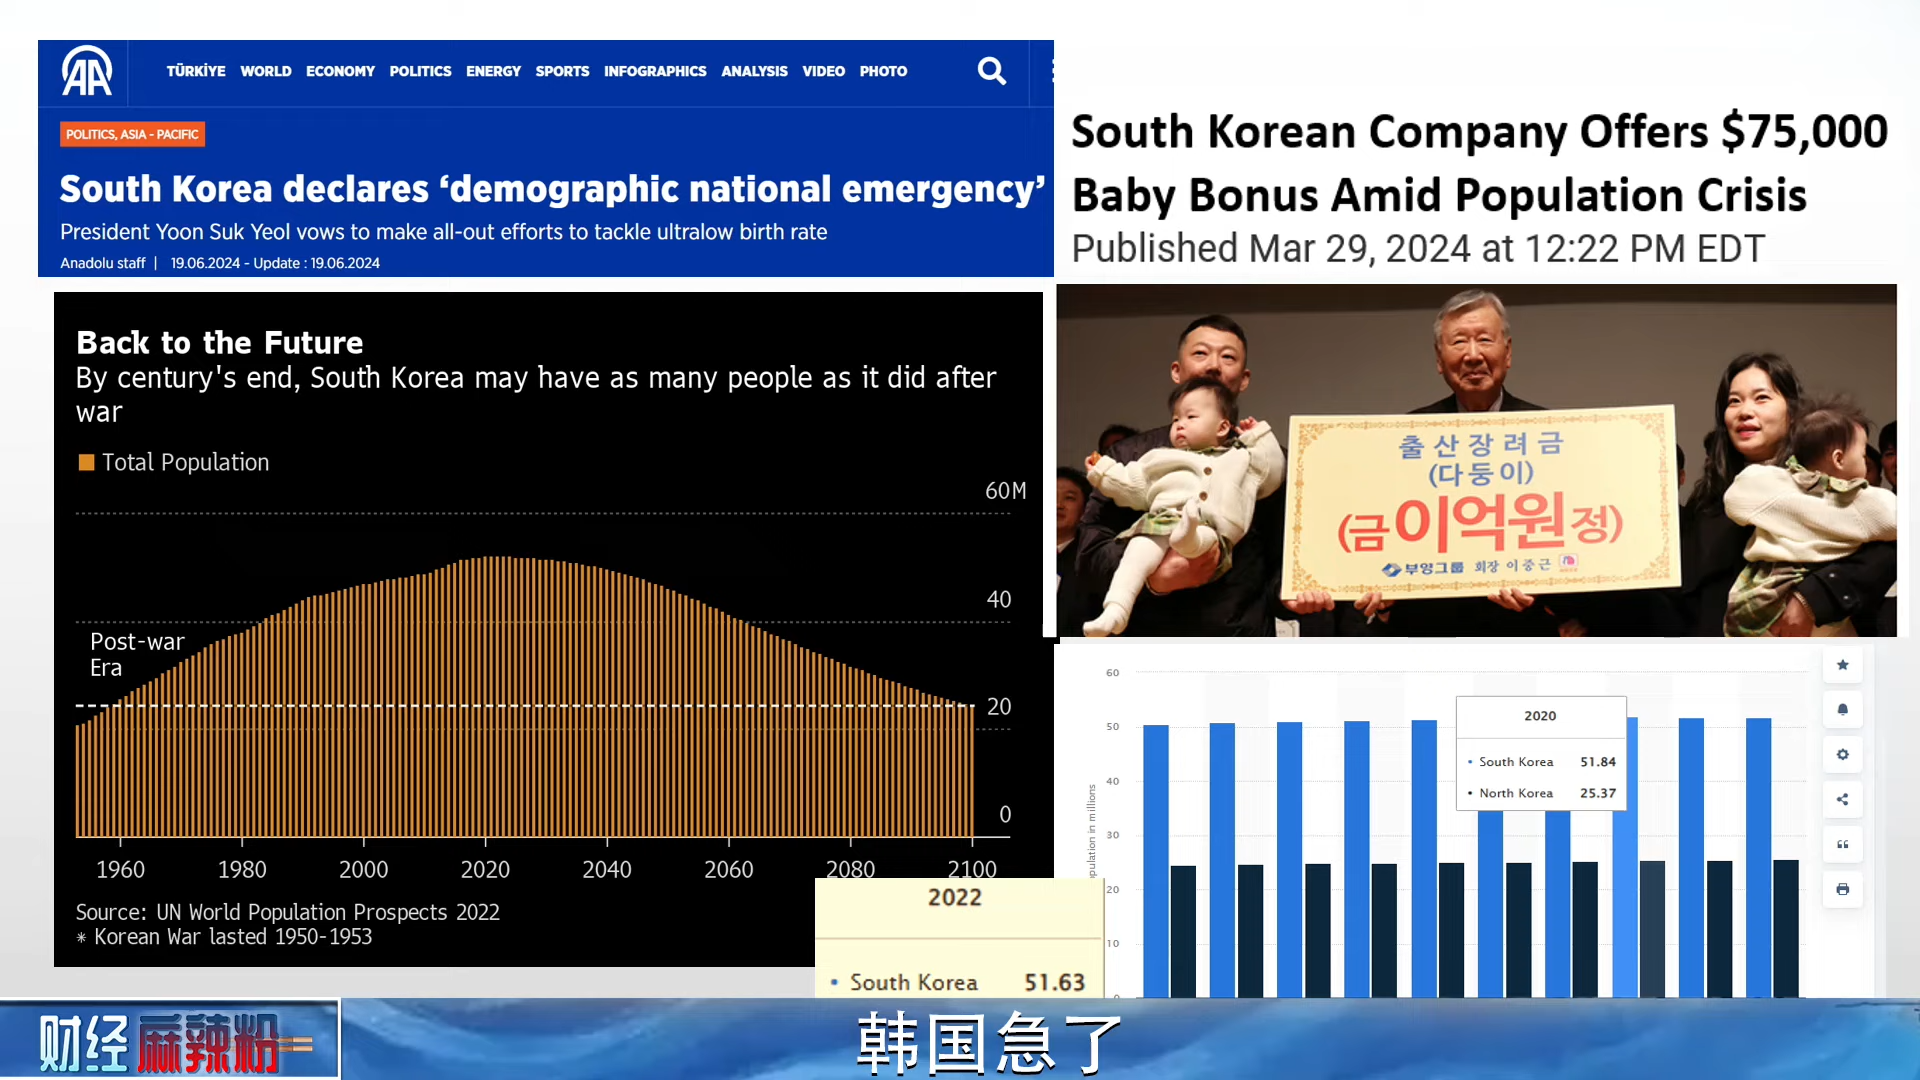 AA
TÜRKİYE WORLD ECONOMY POLITICS ENERGY SPORTS INFOGRAPHICS ANALYSIS VIDEO PHOTO
POLITICS, ASIA - PACIFIC
South Korea declares ‘demographic national emergency’
President Yoon Suk Yeol vows to make all-out efforts to tackle ultralow birth rate
Anadolu staff | 19.06.2024 - Update : 19.06.2024
South Korean Company Offers $75,000
Baby Bonus Amid Population Crisis
Published Mar 29, 2024 at 12:22 PM EDT
Back to the Future
By century's end, South Korea may have as many people as it did after
war
Total Population
60M
40
Post-war
Era
20
0
1960 1980 2000 2020 2040 2060 2080 2100
Source: UN World Population Prospects 2022
* Korean War lasted 1950-1953
출산장려금
(다둥이)
(금이억원정)
부영그룹 회장 이중근
60
50
40
30
20
10
0
2020
South Korea 51.84
North Korea 25.37
2022
South Korea 51.63
财经麻辣粉
韩国急了